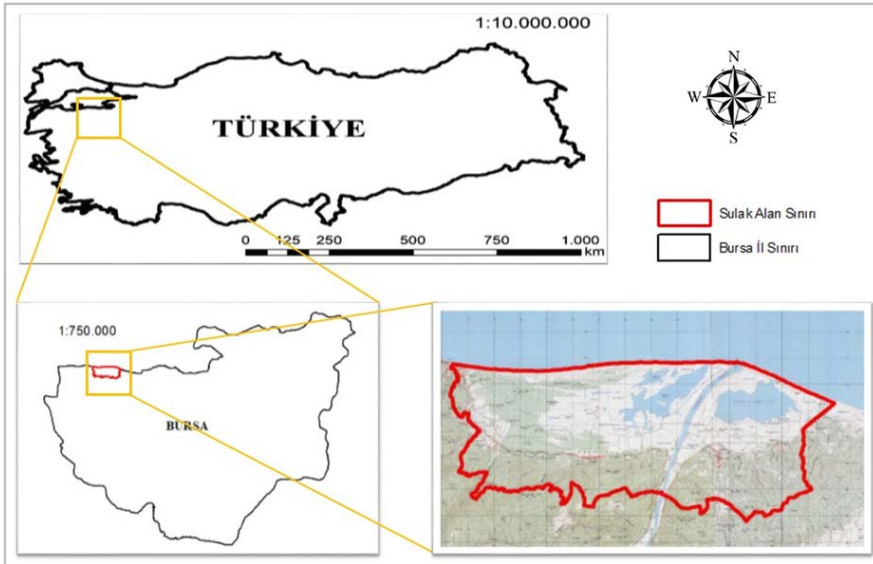 1:10.000.000
N
W E
S
TÜRKİYE
Sulak Alan Sınırı
Bursa İl Sınırı
0 125 250 500 750 1.000
km
1:750.000
BURSA